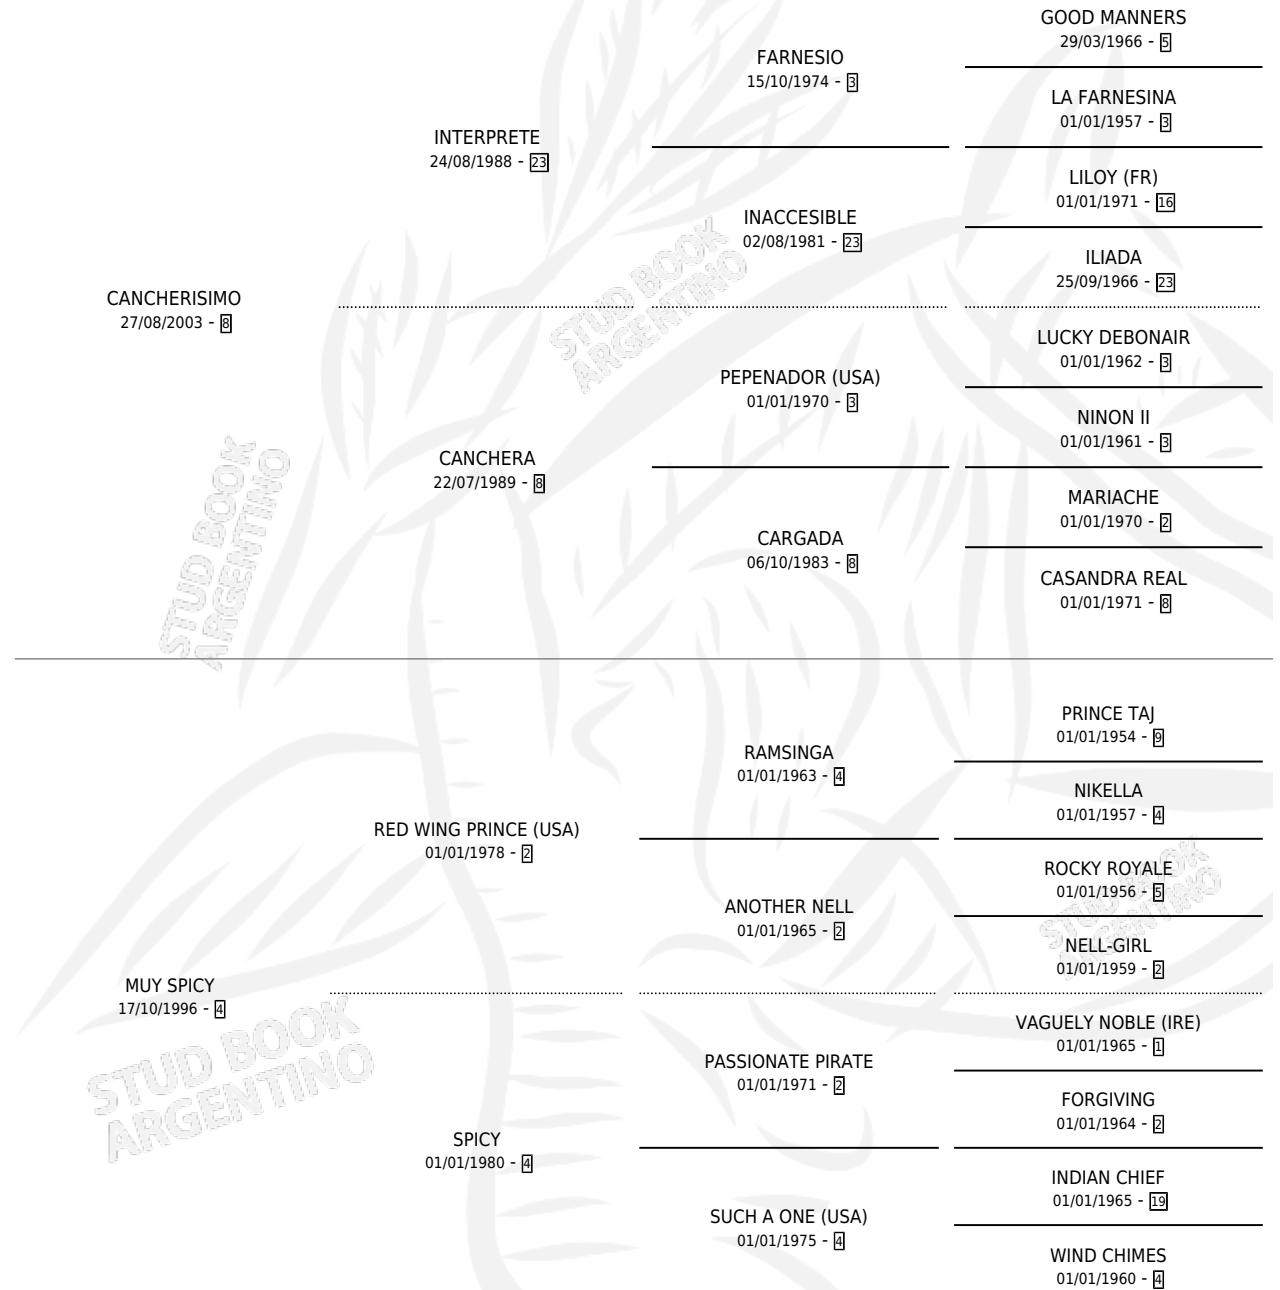 GOOD MANNERS
29/03/1966 - 5
FARNESIO
15/10/1974 - 3
LA FARNESINA
01/01/1957 - 3
INTERPRETE
24/08/1988 - 23
LILOY (FR)
01/01/1971 - 16
INACCESIBLE
02/08/1981 - 23
ILIADA
25/09/1966 - 23
CANCHERISIMO
27/08/2003 - 8
LUCKY DEBONAIR
01/01/1962 - 3
PEPENADOR (USA)
01/01/1970 - 3
NINON II
01/01/1961 - 3
CANCHERA
22/07/1989 - 8
MARIACHE
01/01/1970 - 2
CARGADA
06/10/1983 - 8
CASANDRA REAL
01/01/1971 - 8
PRINCE TAJ
01/01/1954 - 9
RAMSINGA
01/01/1963 - 4
NIKELLA
01/01/1957 - 4
RED WING PRINCE (USA)
01/01/1978 - 2
ROCKY ROYALE
01/01/1956 - 5
ANOTHER NELL
01/01/1965 - 2
NELL-GIRL
01/01/1959 - 2
MUY SPICY
17/10/1996 - 4
VAGUELY NOBLE (IRE)
01/01/1965 - 1
PASSIONATE PIRATE
01/01/1971 - 2
FORGIVING
01/01/1964 - 2
SPICY
01/01/1980 - 4
INDIAN CHIEF
01/01/1965 - 19
SUCH A ONE (USA)
01/01/1975 - 4
WIND CHIMES
01/01/1960 - 4
STUD BOOK
ARGENTINO
STUD BOOK
ARGENTINO
STUD BOOK
ARGENTINO
STUD BOOK
ARGENTINO